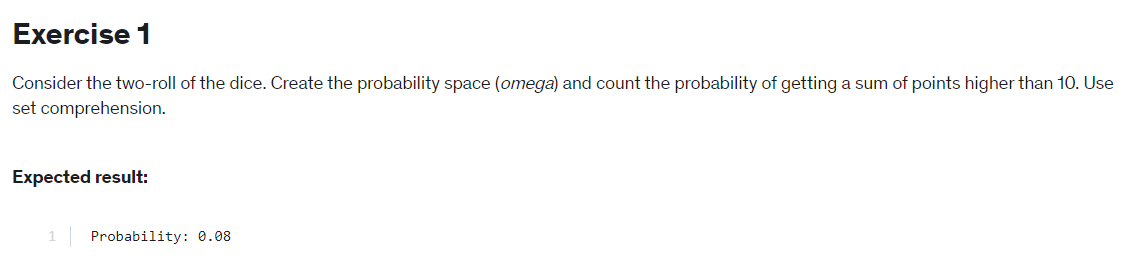 Exercise 1
Consider the two-roll of the dice. Create the probability space (omega) and count the probability of getting a sum of points higher than 10. Use
set comprehension.
Expected result:
1 Probability: 0.08